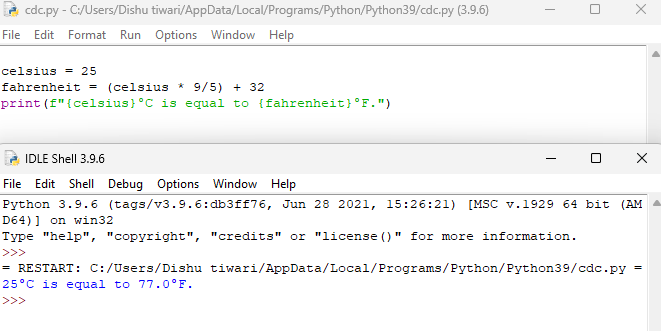 cdc.py - C:/Users/Dishu tiwari/AppData/Local/Programs/Python/Python39/cdc.py (3.9.6)
File Edit Format Run Options Window Help
celsius = 25
fahrenheit = (celsius * 9/5) + 32
print(f"{celsius}°C is equal to {fahrenheit}°F.")
IDLE Shell 3.9.6
File Edit Shell Debug Options Window Help
Python 3.9.6 (tags/v3.9.6:db3ff76, Jun 28 2021, 15:26:21) [MSC v.1929 64 bit (AM
D64)] on win32
Type "help", "copyright", "credits" or "license()" for more information.
>>>
= RESTART: C:/Users/Dishu tiwari/AppData/Local/Programs/Python/Python39/cdc.py =
25°C is equal to 77.0°F.
>>>